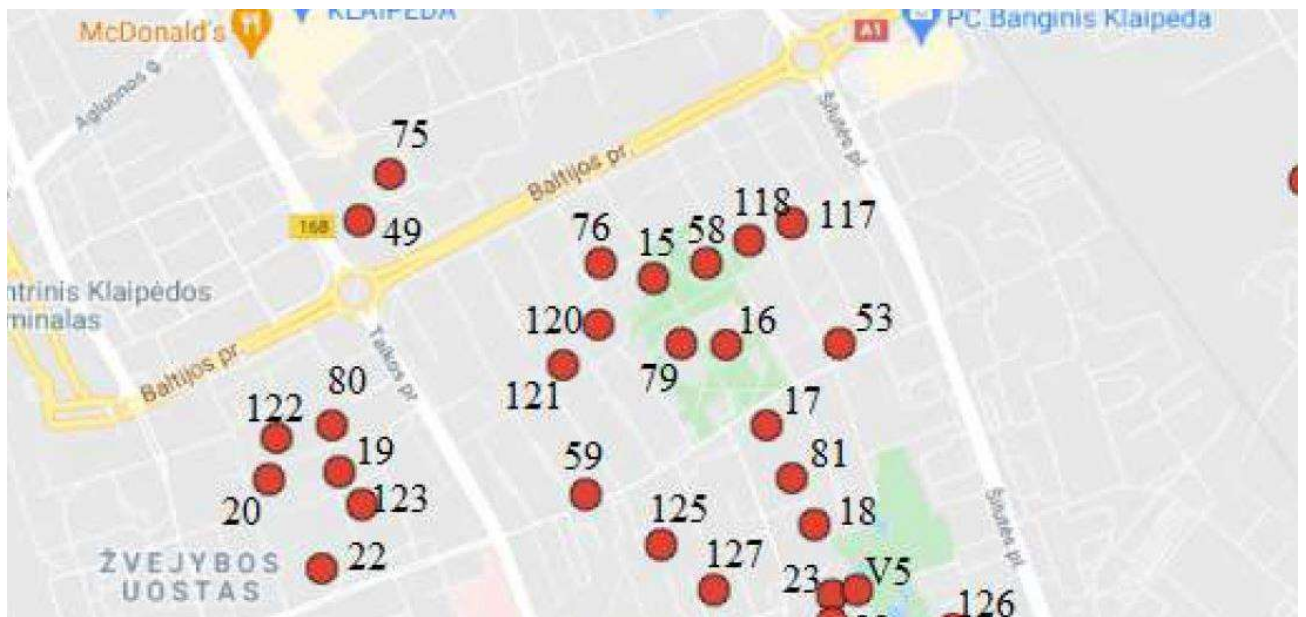 KLAIPĖDA
McDonald's
A1
PC Banginis Klaipėda
Agluonos g.
Šilutės pl.
75
Baltijos pr.
49
168
76
15
58
118
117
ntrinis Klaipėdos
minalas
120
16
53
Taikos pr.
Baltijos pr.
79
121
80
122
17
19
59
81
20
123
125
18
Šilutės pl.
22
127
ŽVEJYBOS
UOSTAS
23
V5
126